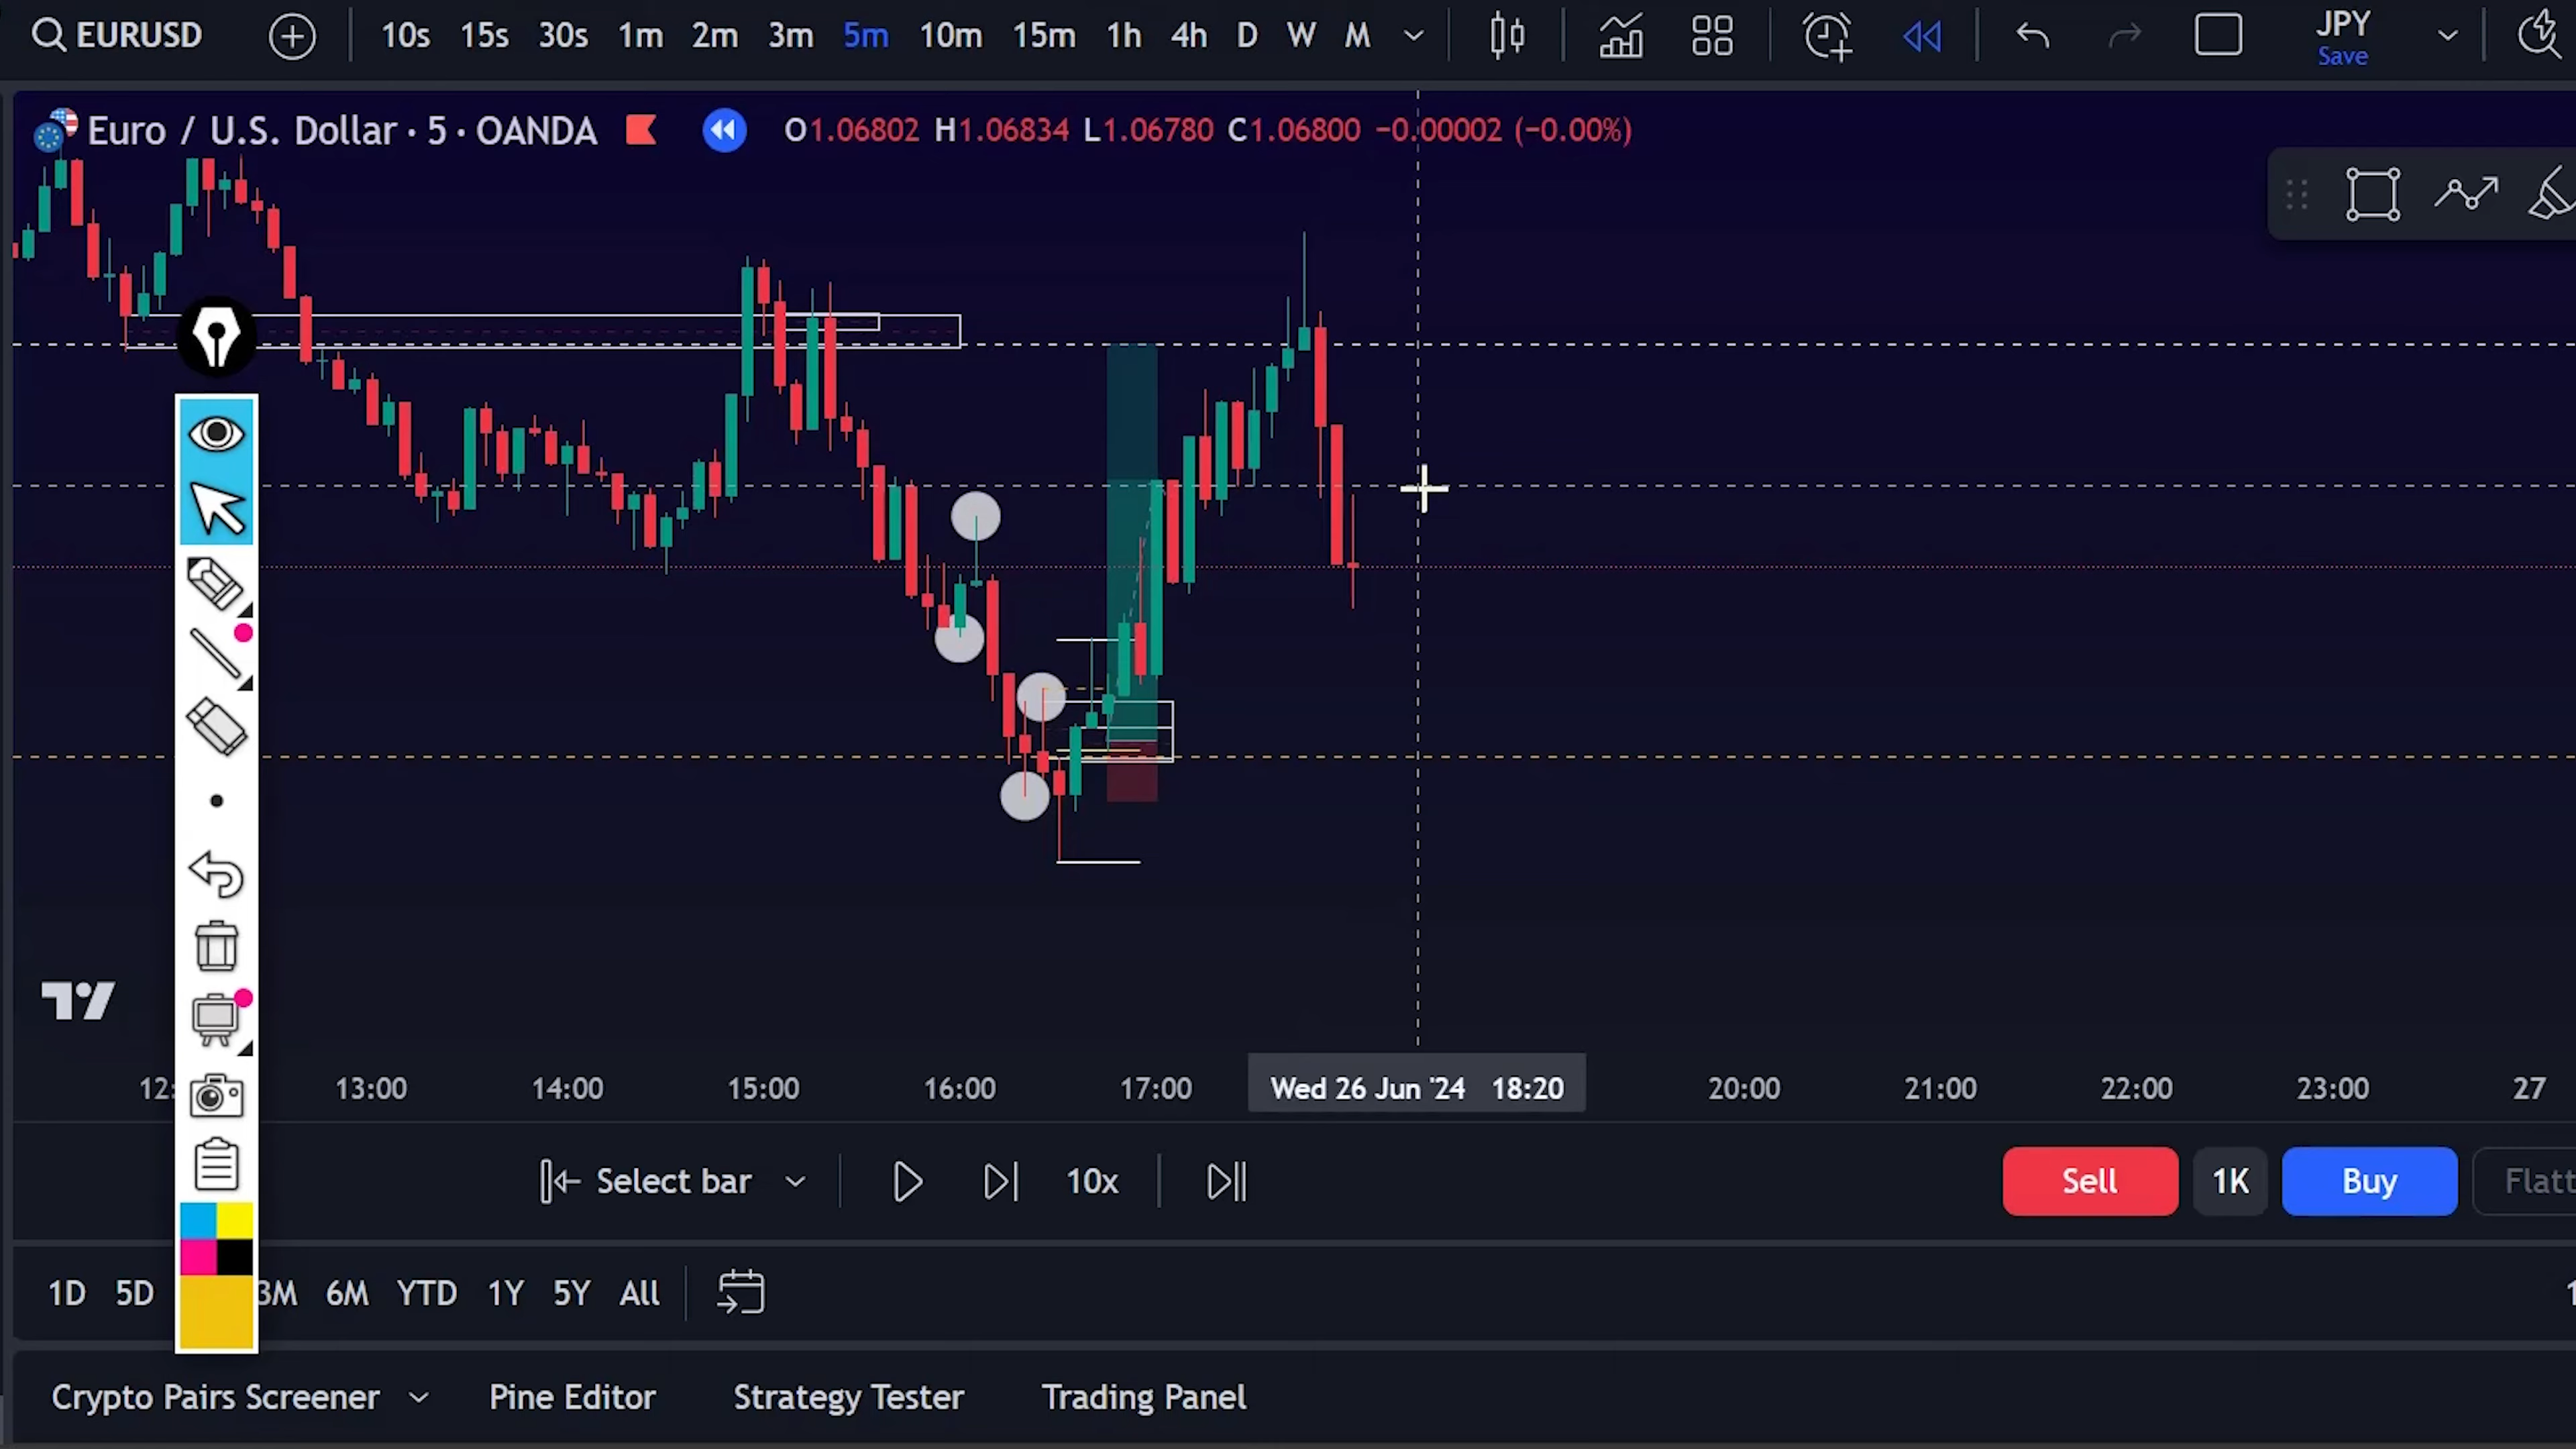 EURUSD 10s 15s 30s 1m 2m 3m 5m 10m 15m 1h 4h D W M JPY
Save
Euro / U.S. Dollar · 5 · OANDA O1.06802 H1.06834 L1.06780 C1.06800 −0.00002 (−0.00%)
12: 13:00 14:00 15:00 16:00 17:00 Wed 26 Jun '24 18:20 20:00 21:00 22:00 23:00 27
Select bar 10x Sell 1K Buy Flatt
1D 5D 3M 6M YTD 1Y 5Y All
Crypto Pairs Screener Pine Editor Strategy Tester Trading Panel